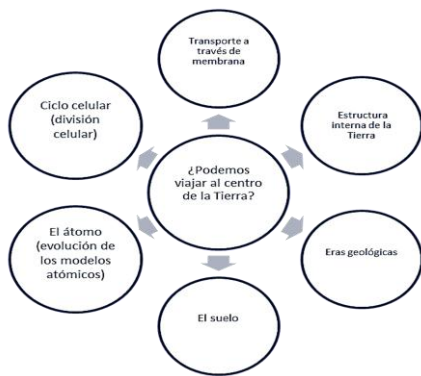 Transporte a
través de
membrana
Estructura
interna de la
Tierra
Eras geológicas
El suelo
El átomo
(evolución de
los modelos
atómicos)
Ciclo celular
(división
celular)
¿Podemos
viajar al centro
de la Tierra?